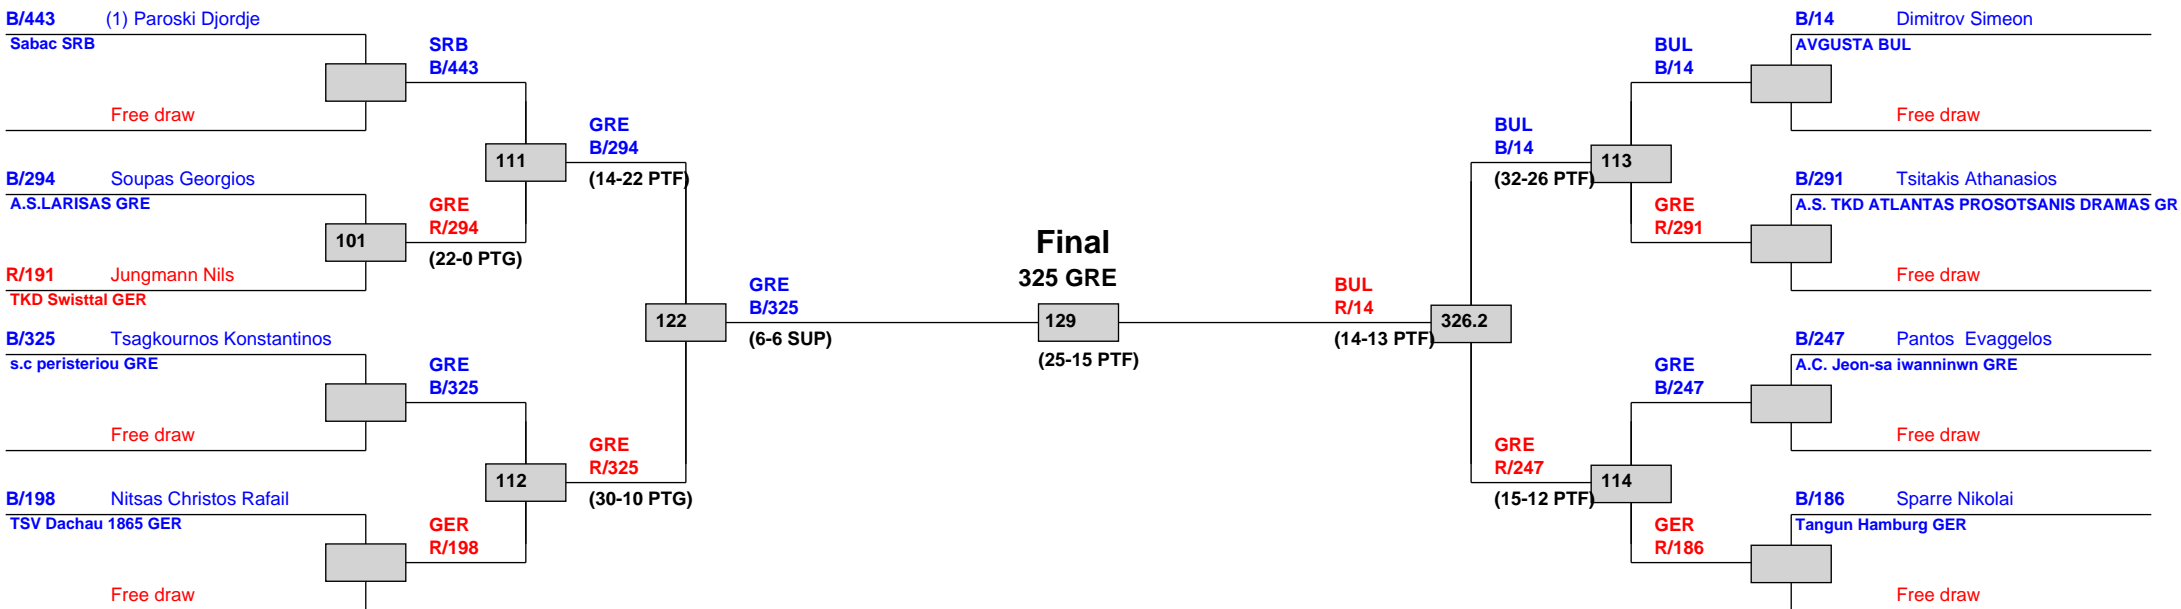 B/443 (1) Paroski Djordje
Sabac SRB
Free draw
B/294 Soupas Georgios
A.S.LARISAS GRE
R/191 Jungmann Nils
TKD Swisttal GER
B/325 Tsagkournos Konstantinos
s.c peristeriou GRE
Free draw
B/198 Nitsas Christos Rafail
TSV Dachau 1865 GER
Free draw
101
SRB
B/443
GRE
R/294
(22-0 PTG)
GRE
B/325
GER
R/198
111
112
GRE
B/294
(14-22 PTF)
GRE
R/325
(30-10 PTG)
122
GRE
B/325
(6-6 SUP)
Final
325 GRE
129
(25-15 PTF)
BUL
R/14
(14-13 PTF)
326.2
BUL
B/14
(32-26 PTF)
GRE
R/247
(15-12 PTF)
113
114
BUL
B/14
GRE
R/291
GRE
B/247
GER
R/186
B/14 Dimitrov Simeon
AVGUSTA BUL
Free draw
B/291 Tsitakis Athanasios
A.S. TKD ATLANTAS PROSOTSANIS DRAMAS GR
Free draw
B/247 Pantos Evaggelos
A.C. Jeon-sa iwanninwn GRE
Free draw
B/186 Sparre Nikolai
Tangun Hamburg GER
Free draw